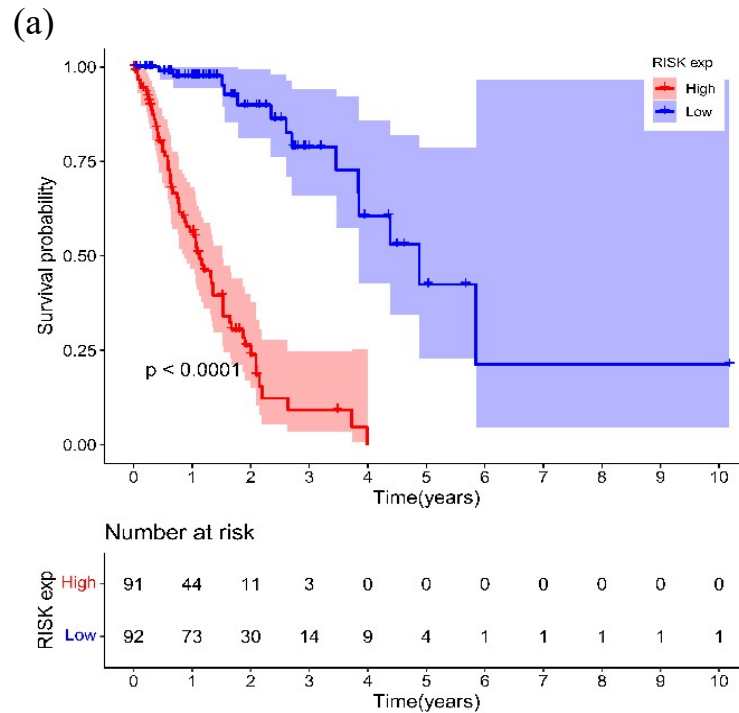 (a)
RISK exp
High
Low
1.00
0.75
0.50
0.25
0.00
Survival probability
p < 0.0001
0 1 2 3 4 5 6 7 8 9 10
Time(years)
Number at risk
RISK exp
High 91 44 11 3 0 0 0 0 0 0 0
Low 92 73 30 14 9 4 1 1 1 1 1
0 1 2 3 4 5 6 7 8 9 10
Time(years)